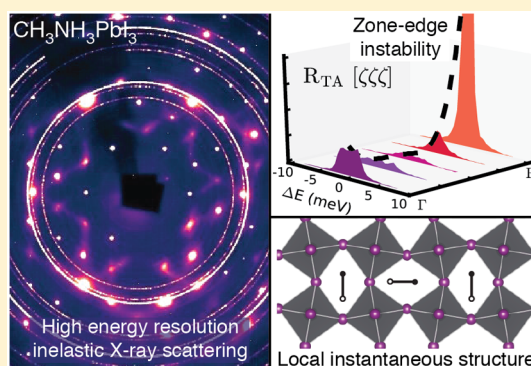 CH3NH3PbI3
High energy resolution
inelastic X-ray scattering
Zone-edge
instability
R_TA [ζζζ]
-10
-5
0
5
10
ΔE (meV)
Γ
Local instantaneous structure